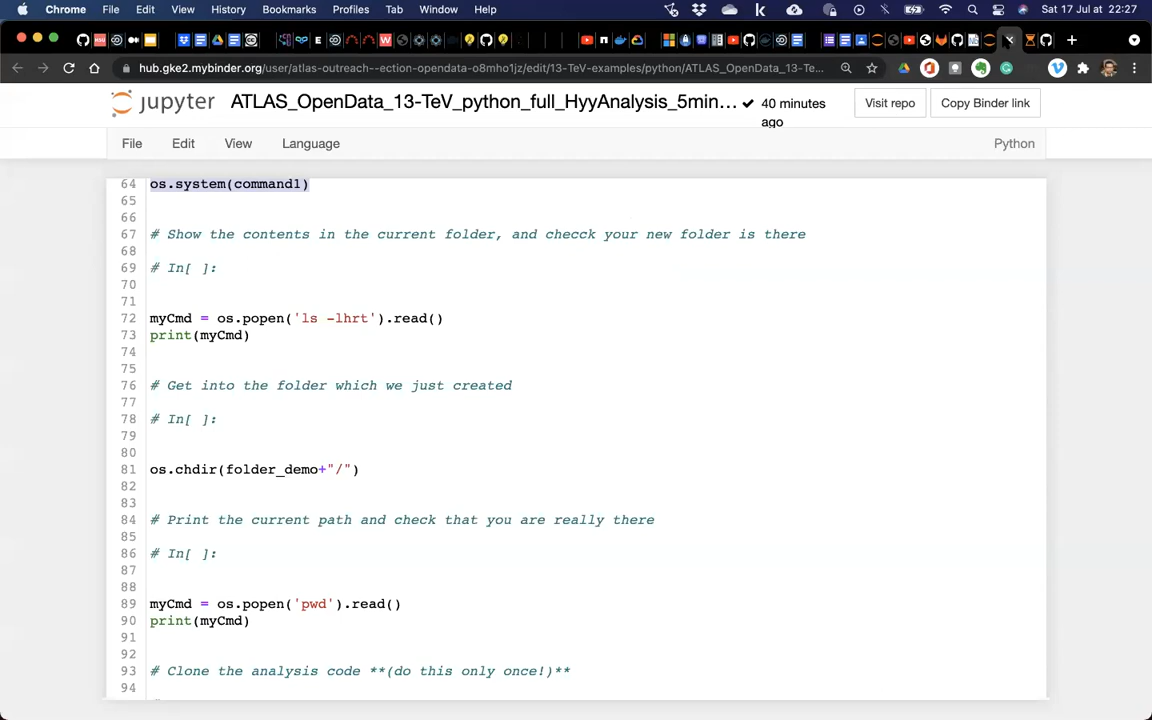 Chrome File Edit View History Bookmarks Profiles Tab Window Help Sat 17 Jul at 22:27
hub.gke2.mybinder.org/user/atlas-outreach--ection-opendata-o8mho1jz/edit/13-TeV-examples/python/ATLAS_OpenData_13-Te...
jupyter ATLAS_OpenData_13-TeV_python_full_HyyAnalysis_5min... ✔ 40 minutes ago Visit repo Copy Binder link
File Edit View Language Python
64 os.system(command1)
65
66
67 # Show the contents in the current folder, and checck your new folder is there
68
69 # In[ ]:
70
71
72 myCmd = os.popen('ls -lhrt').read()
73 print(myCmd)
74
75
76 # Get into the folder which we just created
77
78 # In[ ]:
79
80
81 os.chdir(folder_demo+"/")
82
83
84 # Print the current path and check that you are really there
85
86 # In[ ]:
87
88
89 myCmd = os.popen('pwd').read()
90 print(myCmd)
91
92
93 # Clone the analysis code **(do this only once!)**
94